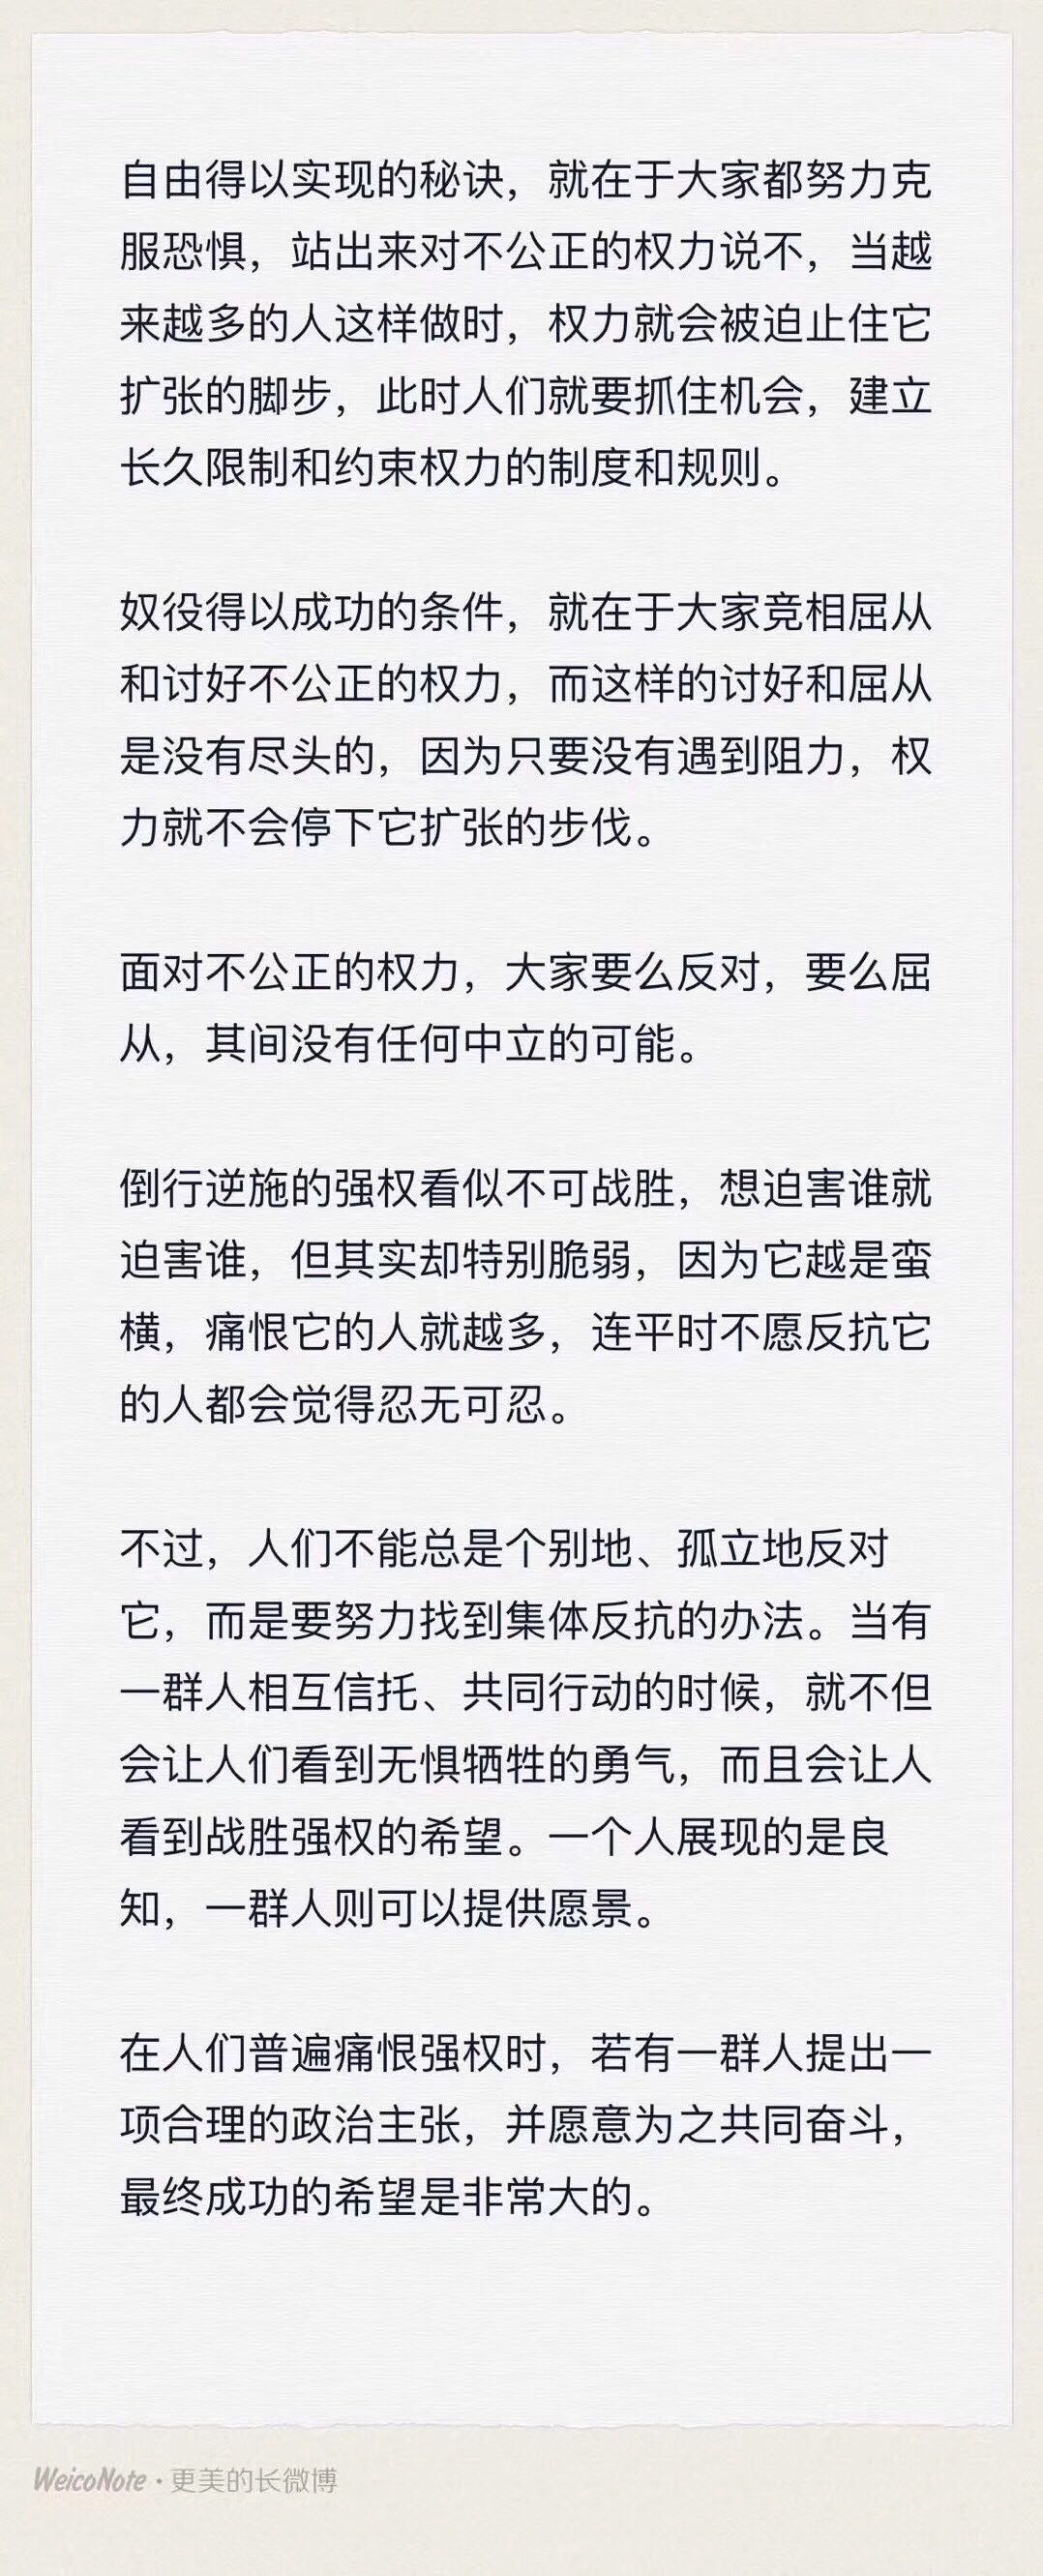 自由得以实现的秘诀，就在于大家都努力克
服恐惧，站出来对不公正的权力说不，当越
来越多的人这样做时，权力就会被迫止住它
扩张的脚步，此时人们就要抓住机会，建立
长久限制和约束权力的制度和规则。
奴役得以成功的条件，就在于大家竞相屈从
和讨好不公正的权力，而这样的讨好和屈从
是没有尽头的，因为只要没有遇到阻力，权
力就不会停下它扩张的步伐。
面对不公正的权力，大家要么反对，要么屈
从，其间没有任何中立的可能。
倒行逆施的强权看似不可战胜，想迫害谁就
迫害谁，但其实却特别脆弱，因为它越是蛮
横，痛恨它的人就越多，连平时不愿反抗它
的人都会觉得忍无可忍。
不过，人们不能总是个别地、孤立地反对
它，而是要努力找到集体反抗的办法。当有
一群人相互信托、共同行动的时候，就不但
会让人们看到无惧牺牲的勇气，而且会让人
看到战胜强权的希望。一个人展现的是良
知，一群人则可以提供愿景。
在人们普遍痛恨强权时，若有一群人提出一
项合理的政治主张，并愿意为之共同奋斗，
最终成功的希望是非常大的。
WeicoNote·更美的长微博